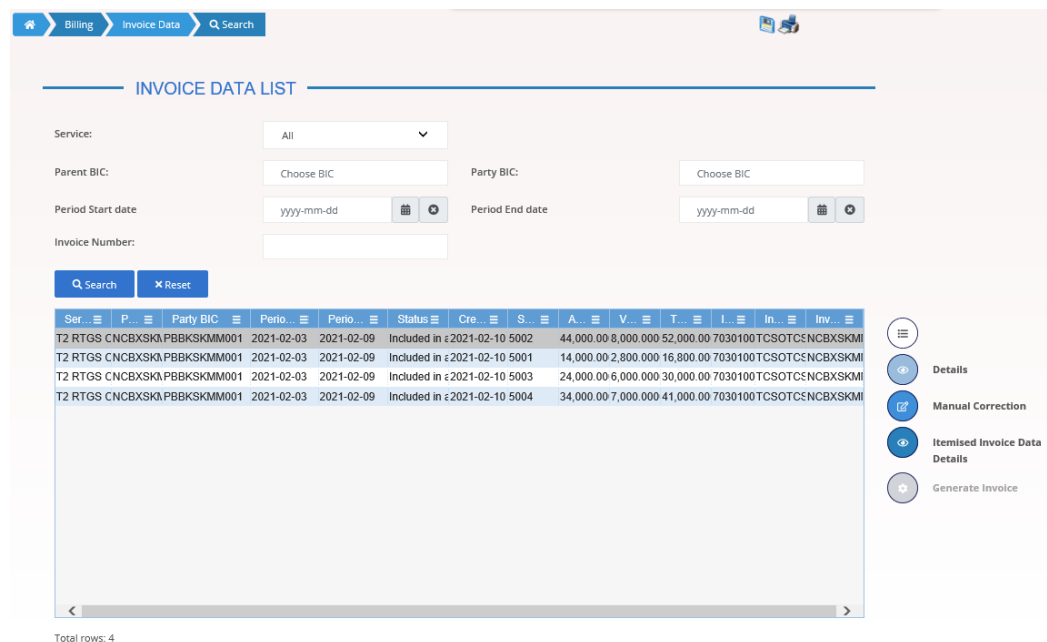 Billing Invoice Data Search
INVOICE DATA LIST
Service: All
Parent BIC: Choose BIC Party BIC: Choose BIC
Period Start date yyyy-mm-dd Period End date yyyy-mm-dd
Invoice Number:
Search Reset
Ser... P... Party BIC Perio... Perio... Status Cre... S... A... V... T... I... In... Inv...
T2 RTGS C NCBXSK PBBKSKMM001 2021-02-03 2021-02-09 Included in a 2021-02-10 5002 44,000.00 8,000.000 52,000.00 7030100 TCSOTCS NCBXSKM
T2 RTGS C NCBXSK PBBKSKMM001 2021-02-03 2021-02-09 Included in a 2021-02-10 5001 14,000.00 2,800.000 16,800.00 7030100 TCSOTCS NCBXSKM
T2 RTGS C NCBXSK PBBKSKMM001 2021-02-03 2021-02-09 Included in a 2021-02-10 5003 24,000.00 6,000.000 30,000.00 7030100 TCSOTCS NCBXSKM
T2 RTGS C NCBXSK PBBKSKMM001 2021-02-03 2021-02-09 Included in a 2021-02-10 5004 34,000.00 7,000.000 41,000.00 7030100 TCSOTCS NCBXSKM
Details
Manual Correction
Itemised Invoice Data
Details
Generate Invoice
Total rows: 4